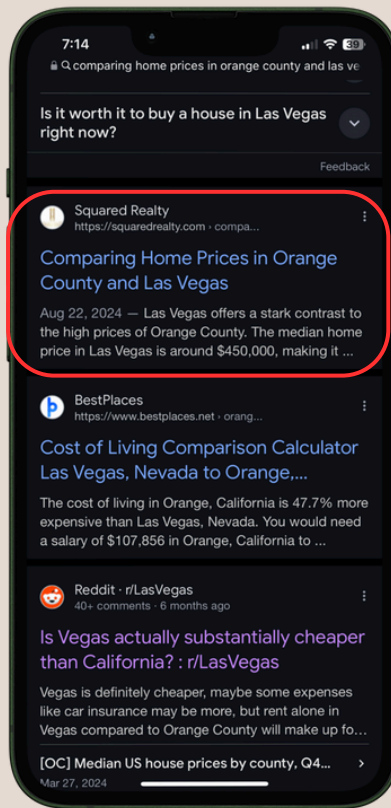 7:14
39
comparing home prices in orange county and las ve
Is it worth it to buy a house in Las Vegas
right now?
Feedback
Squared Realty
https://squaredrealty.com › compa...
Comparing Home Prices in Orange
County and Las Vegas
Aug 22, 2024 — Las Vegas offers a stark contrast to
the high prices of Orange County. The median home
price in Las Vegas is around $450,000, making it ...
BestPlaces
https://www.bestplaces.net › orang...
Cost of Living Comparison Calculator
Las Vegas, Nevada to Orange,...
The cost of living in Orange, California is 47.7% more
expensive than Las Vegas, Nevada. You would need
a salary of $107,856 in Orange, California to ...
Reddit · r/LasVegas
40+ comments · 6 months ago
Is Vegas actually substantially cheaper
than California? : r/LasVegas
Vegas is definitely cheaper, maybe some expenses
like car insurance may be more, but rent alone in
Vegas compared to Orange County will make up fo...
[OC] Median US house prices by county, Q4...
Mar 27, 2024